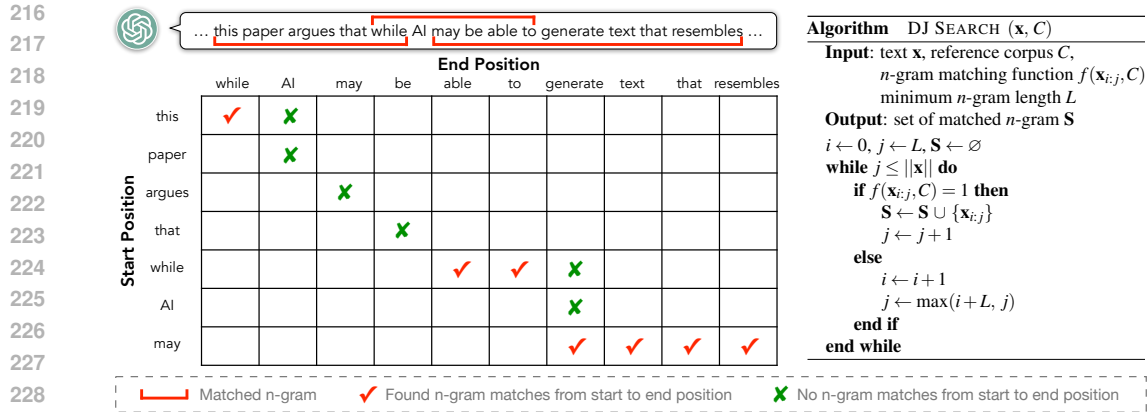 216
217
218
219
220
221
222
223
224
225
226
227
228
... this paper argues that while AI may be able to generate text that resembles ...
End Position
while AI may be able to generate text that resembles
Start Position
this
paper
argues
that
while
AI
may
Matched n-gram
Found n-gram matches from start to end position
No n-gram matches from start to end position
Algorithm DJ SEARCH (x, C)
Input: text x, reference corpus C,
n-gram matching function f(x_{i:j}, C)
minimum n-gram length L
Output: set of matched n-gram S
i ← 0, j ← L, S ← ∅
while j ≤ ||x|| do
if f(x_{i:j}, C) = 1 then
S ← S ∪ {x_{i:j}}
j ← j + 1
else
i ← i + 1
j ← max(i + L, j)
end if
end while